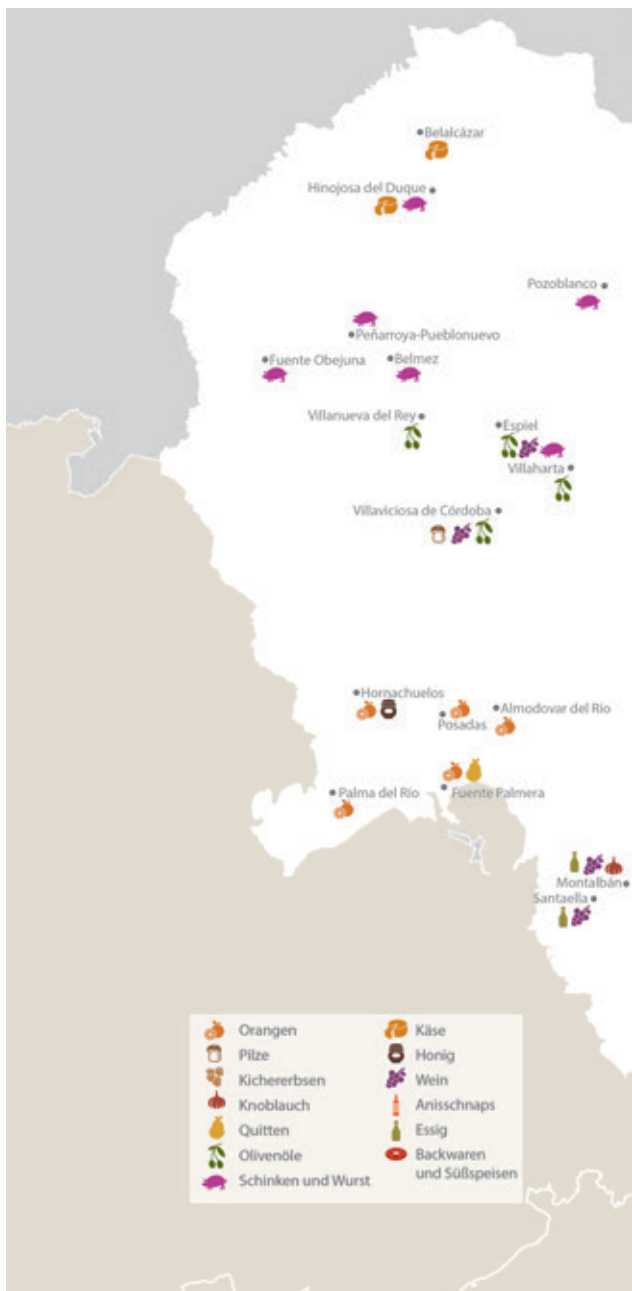 Belalcázar
Hinojosa del Duque
Pozoblanco
Peñarroya-Pueblonuevo
Fuente Obejuna
Belmez
Villanueva del Rey
Espiel
Villaharta
Villaviciosa de Córdoba
Hornachuelos
Almodovar del Río
Posadas
Palma del Río
Fuente Palmera
Montalbán
Santaella
Orangen
Pilze
Kichererbsen
Knoblauch
Quitten
Olivenöle
Schinken und Wurst
Käse
Honig
Wein
Anisschnaps
Essig
Backwaren
und Süßspeisen